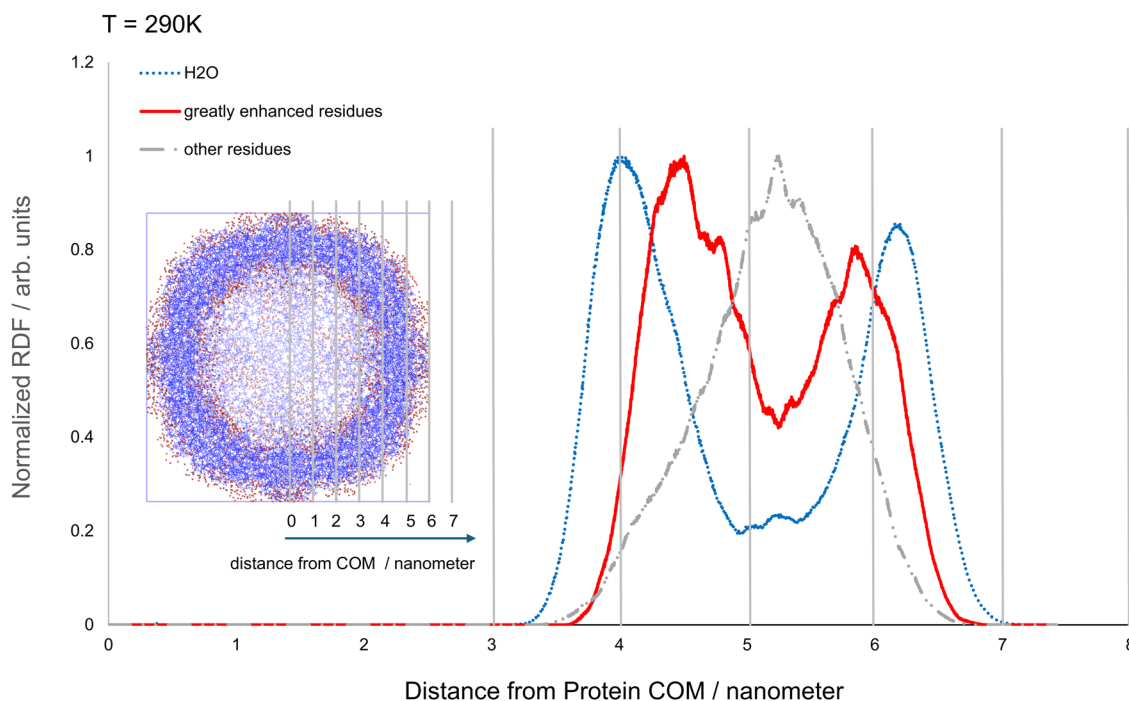 T = 290K
1.2
H2O
greatly enhanced residues
other residues
1
0.8
0.6
0.4
0.2
0
Normalized RDF / arb. units
0 1 2 3 4 5 6 7
distance from COM / nanometer
0 1 2 3 4 5 6 7 8
Distance from Protein COM / nanometer